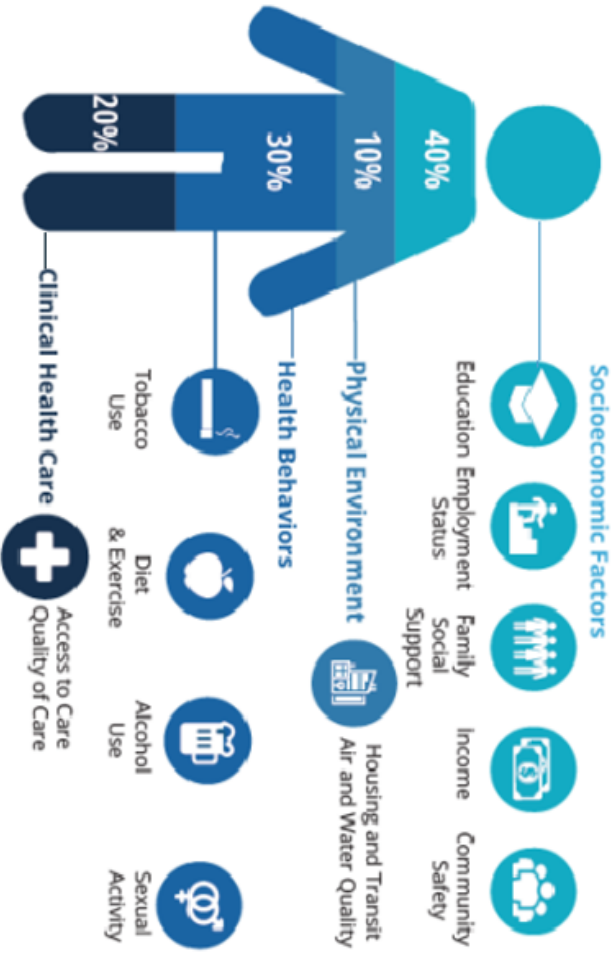 Socioeconomic Factors
40%
Education
Employment
Status
Family
Social
Support
Income
Community
Safety
10%
Physical Environment
Housing and Transit
Air and Water Quality
30%
Health Behaviors
Tobacco
Use
Diet
& Exercise
Alcohol
Use
Sexual
Activity
20%
Clinical Health Care
Access to Care
Quality of Care